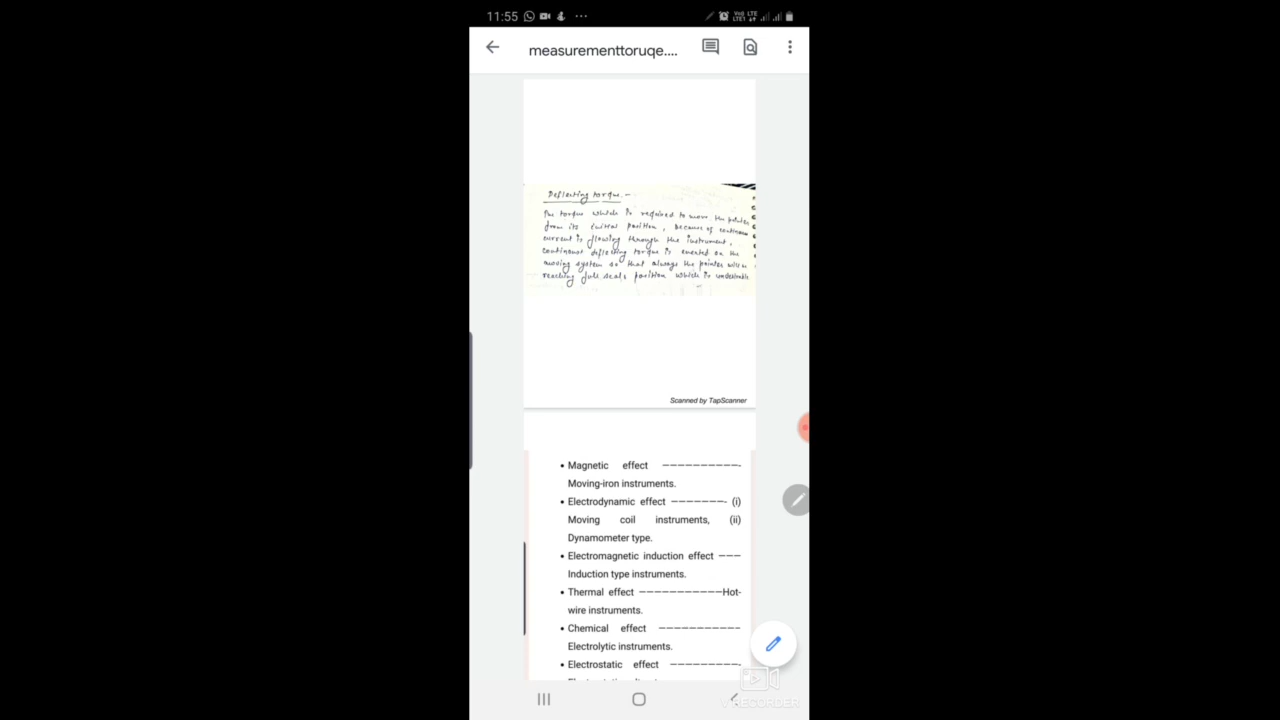 11:55
measurementtoruqe....
Deflecting torque.-
The torque which is required to move the pointer
from its initial position, because of continuous
current is flowing through the instrument,
continous deflecting torque is exerted on the
moving system so that always the pointer will be
reaching full scale position which is undesirable
Scanned by TapScanner
• Magnetic effect −−−−−−−−−−-
Moving-iron instruments.
• Electrodynamic effect −−−−−−−- (i)
Moving coil instruments, (ii)
Dynamometer type.
• Electromagnetic induction effect −−−
Induction type instruments.
• Thermal effect −−−−−−−−−−−Hot-
wire instruments.
• Chemical effect −−−−−−−−−−−
Electrolytic instruments.
• Electrostatic effect −−−−−−−−−-
V RECORDER